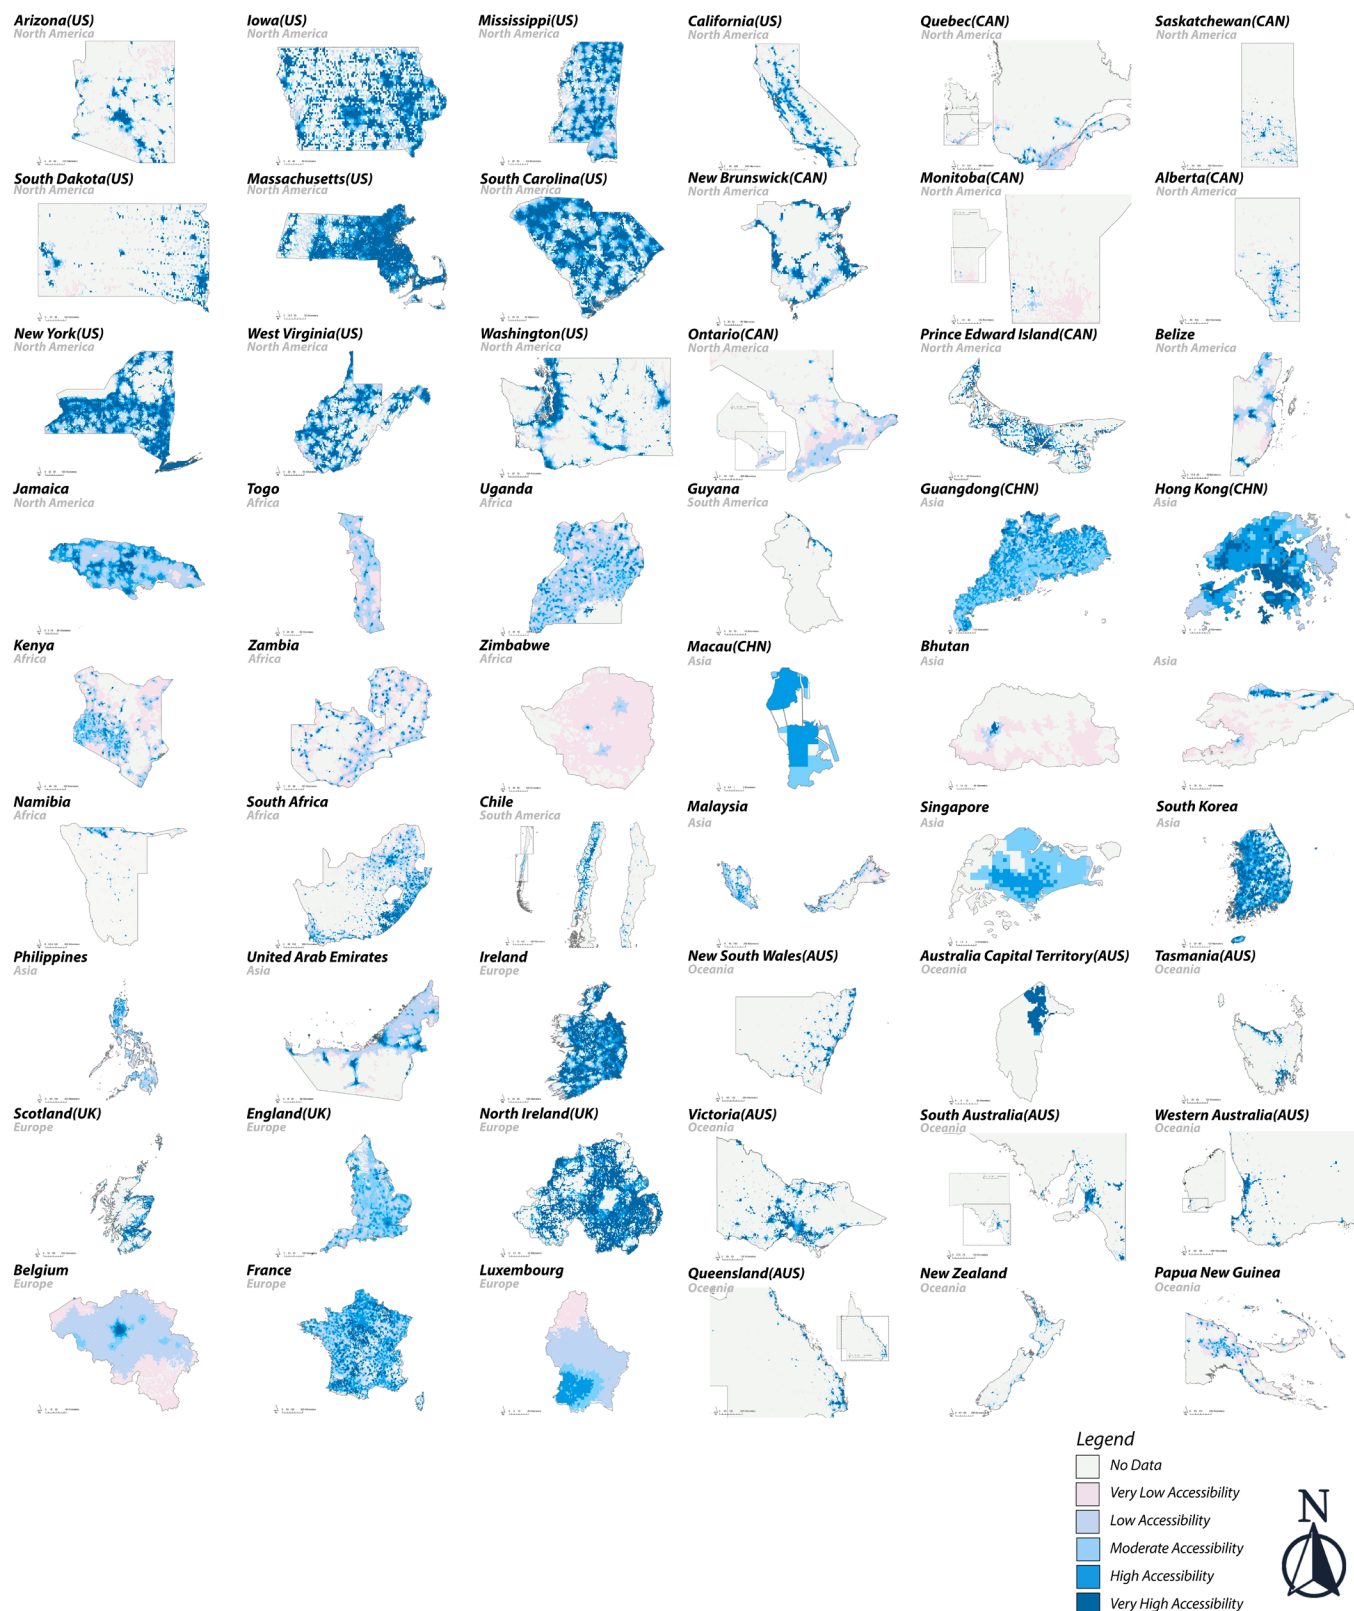 Arizona(US)
North America
Iowa(US)
North America
Mississippi(US)
North America
California(US)
North America
Quebec(CAN)
North America
Saskatchewan(CAN)
North America
South Dakota(US)
North America
Massachusetts(US)
North America
South Carolina(US)
North America
New Brunswick(CAN)
North America
Monitoba(CAN)
North America
Alberta(CAN)
North America
New York(US)
North America
West Virginia(US)
North America
Washington(US)
North America
Ontario(CAN)
North America
Prince Edward Island(CAN)
North America
Belize
North America
Jamaica
North America
Togo
Africa
Uganda
Africa
Guyana
South America
Guangdong(CHN)
Asia
Hong Kong(CHN)
Asia
Kenya
Africa
Zambia
Africa
Zimbabwe
Africa
Macau(CHN)
Asia
Bhutan
Asia
Asia
Namibia
Africa
South Africa
Africa
Chile
South America
Malaysia
Asia
Singapore
Asia
South Korea
Asia
Philippines
Asia
United Arab Emirates
Asia
Ireland
Europe
New South Wales(AUS)
Oceania
Australia Capital Territory(AUS)
Oceania
Tasmania(AUS)
Oceania
Scotland(UK)
Europe
England(UK)
Europe
North Ireland(UK)
Europe
Victoria(AUS)
Oceania
South Australia(AUS)
Oceania
Western Australia(AUS)
Oceania
Belgium
Europe
France
Europe
Luxembourg
Europe
Queensland(AUS)
Oceania
New Zealand
Oceania
Papua New Guinea
Oceania
Legend
No Data
Very Low Accessibility
Low Accessibility
Moderate Accessibility
High Accessibility
Very High Accessibility
N